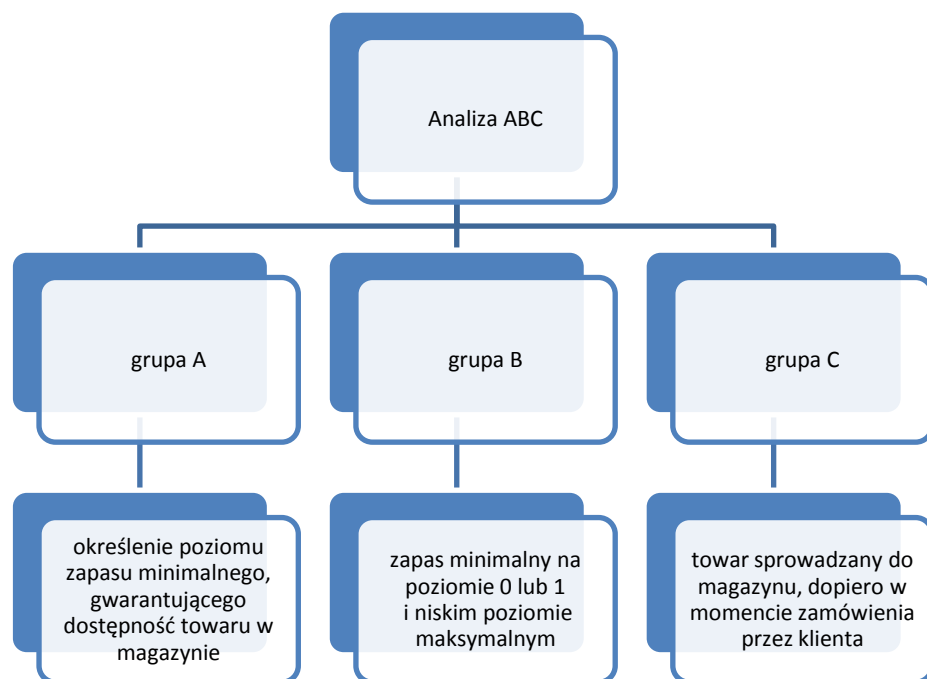 Analiza ABC
grupa A
grupa B
grupa C
określenie poziomu
zapasu minimalnego,
gwarantującego
dostępność towaru w
magazynie
zapas minimalny na
poziomie 0 lub 1
i niskim poziomie
maksymalnym
towar sprowadzany do
magazynu, dopiero w
momencie zamówienia
przez klienta